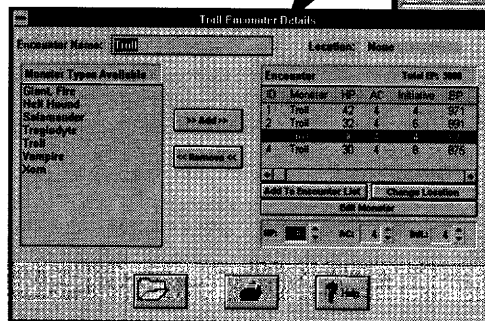 Troll Encounter Details
Encounter Name: Troll
Location: None
Monster Types Available
Giant, Fire
Hell Hound
Salamander
Troglodyte
Troll
Vampire
Xorn
>> Add >>
<< Remove <<
Encounter Total EP:
ID Monster HP AC Initiative EP
1 Troll 42 4 4 971
2 Troll 32 4 6 891
4 Troll 30 4 8 875
Add To Encounter List Change Location
Edit Monster
HP: AC: 4 Init.: 4